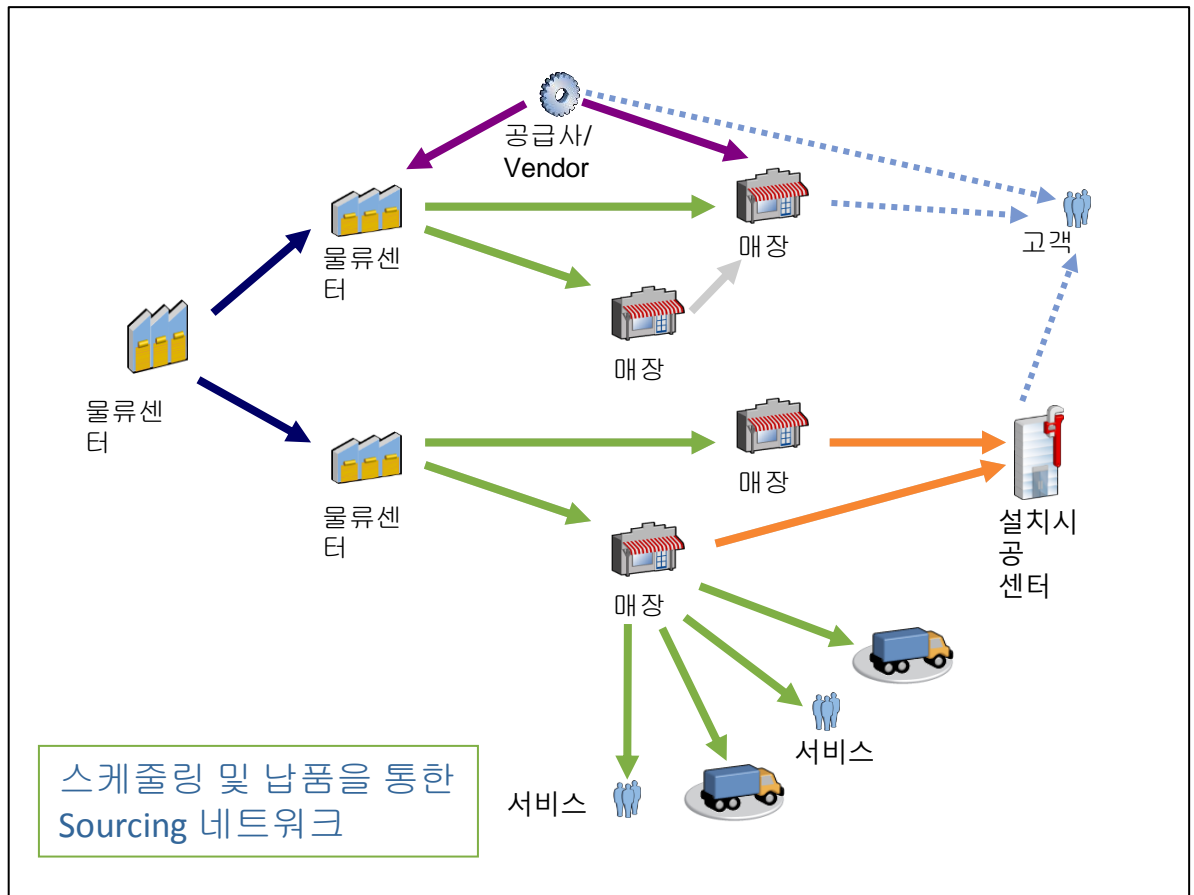 공급사/
Vendor
물류센
터
매장
고객
매장
물류센
터
매장
물류센
터
설치시
공
센터
매장
서비스
서비스
스케줄링 및 납품을 통한
Sourcing 네트워크